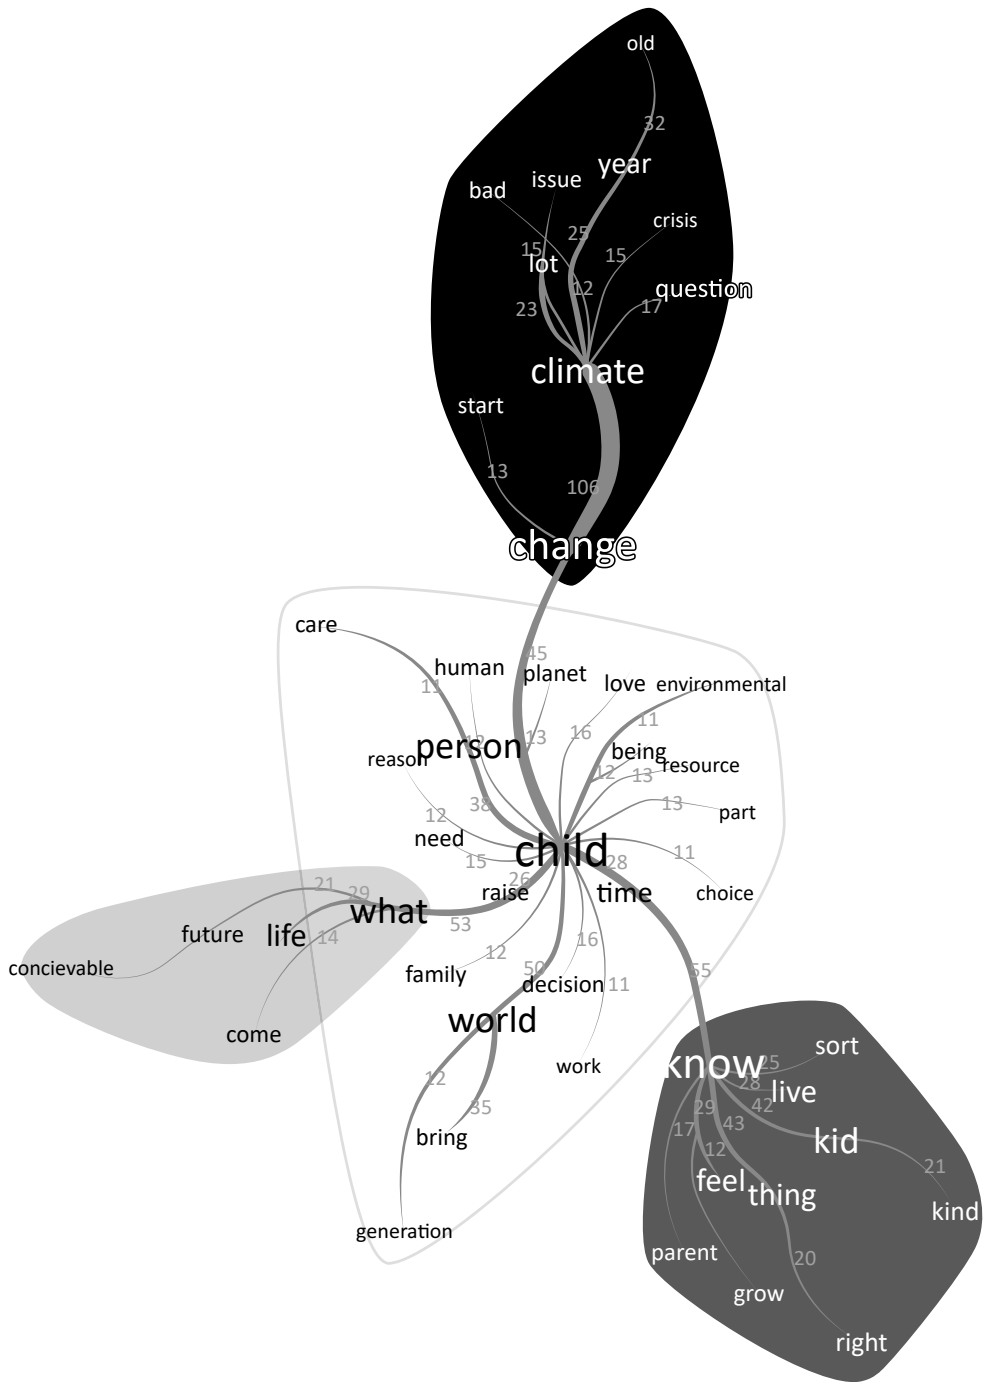 old
32
year
issue
bad
crisis
25
15
15
lot
12
question
23
17
climate
start
13
106
change
care
45
human
planet
love
environmental
11
11
16
13
12
person
being
reason
resource
12
13
38
13
part
12
need
child
11
15
28
26
raise
time
choice
21
29
what
53
future
life
14
16
12
50
55
concievable
family
decision
11
world
come
work
know
25
sort
12
28
live
35
42
29
43
17
bring
kid
12
21
feel
thing
kind
generation
parent
20
grow
right